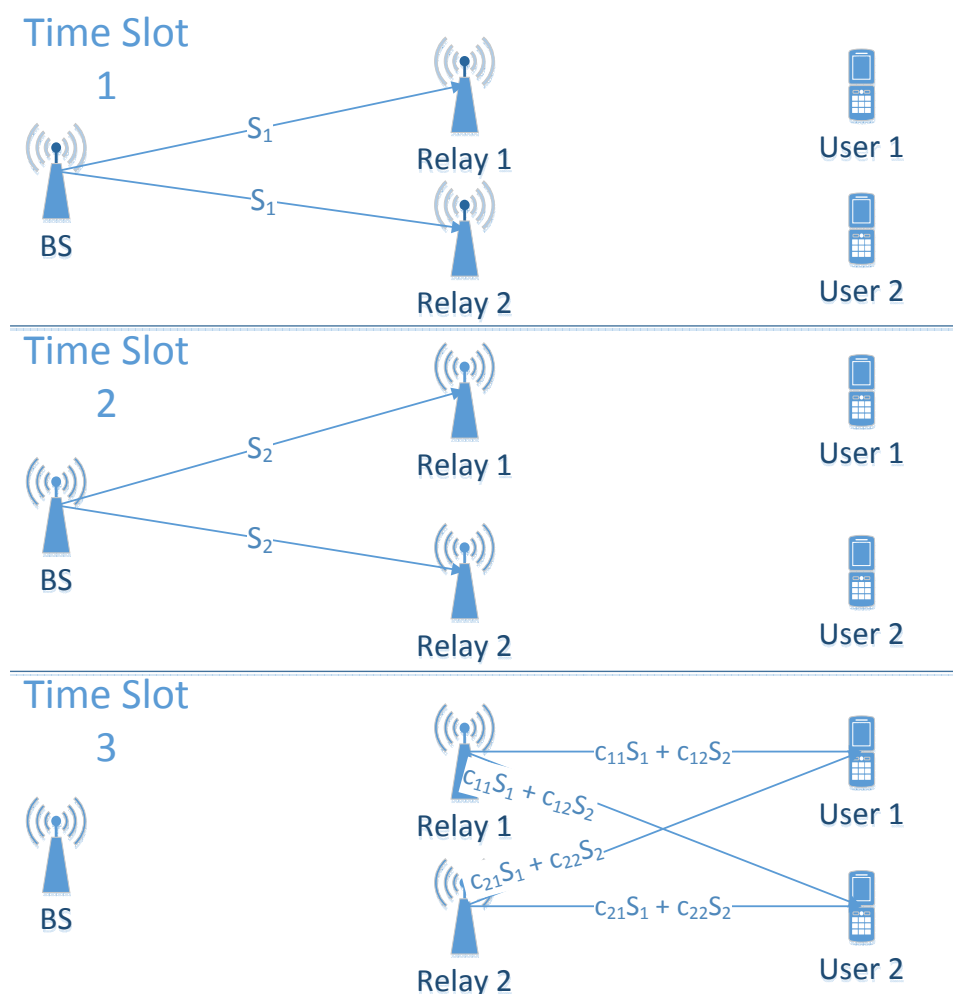 Time Slot
1
S₁
Relay 1
User 1
S₁
BS
Relay 2
User 2
Time Slot
2
S₂
Relay 1
User 1
S₂
BS
Relay 2
User 2
Time Slot
3
c₁₁S₁ + c₁₂S₂
c₁₁S₁ + c₁₂S₂
Relay 1
User 1
c₂₁S₁ + c₂₂S₂
c₂₁S₁ + c₂₂S₂
BS
Relay 2
User 2